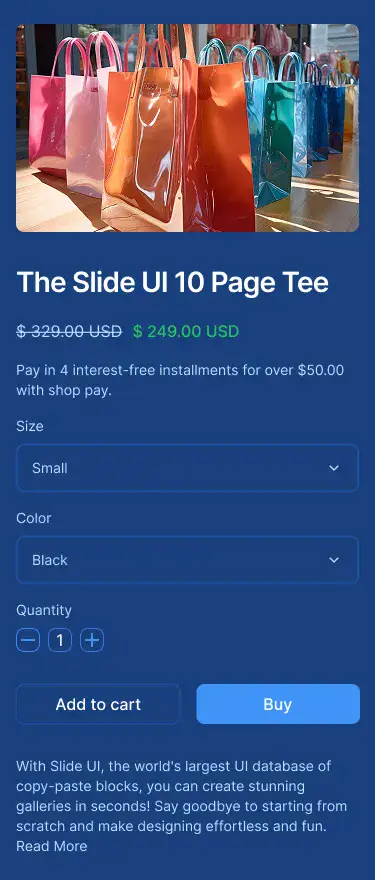 The Slide UI 10 Page Tee
$ 329.00 USD $ 249.00 USD
Pay in 4 interest-free installments for over $50.00
with shop pay.
Size
Small
Color
Black
Quantity
1
Add to cart Buy
With Slide UI, the world's largest UI database of
copy-paste blocks, you can create stunning
galleries in seconds! Say goodbye to starting from
scratch and make designing effortless and fun.
Read More